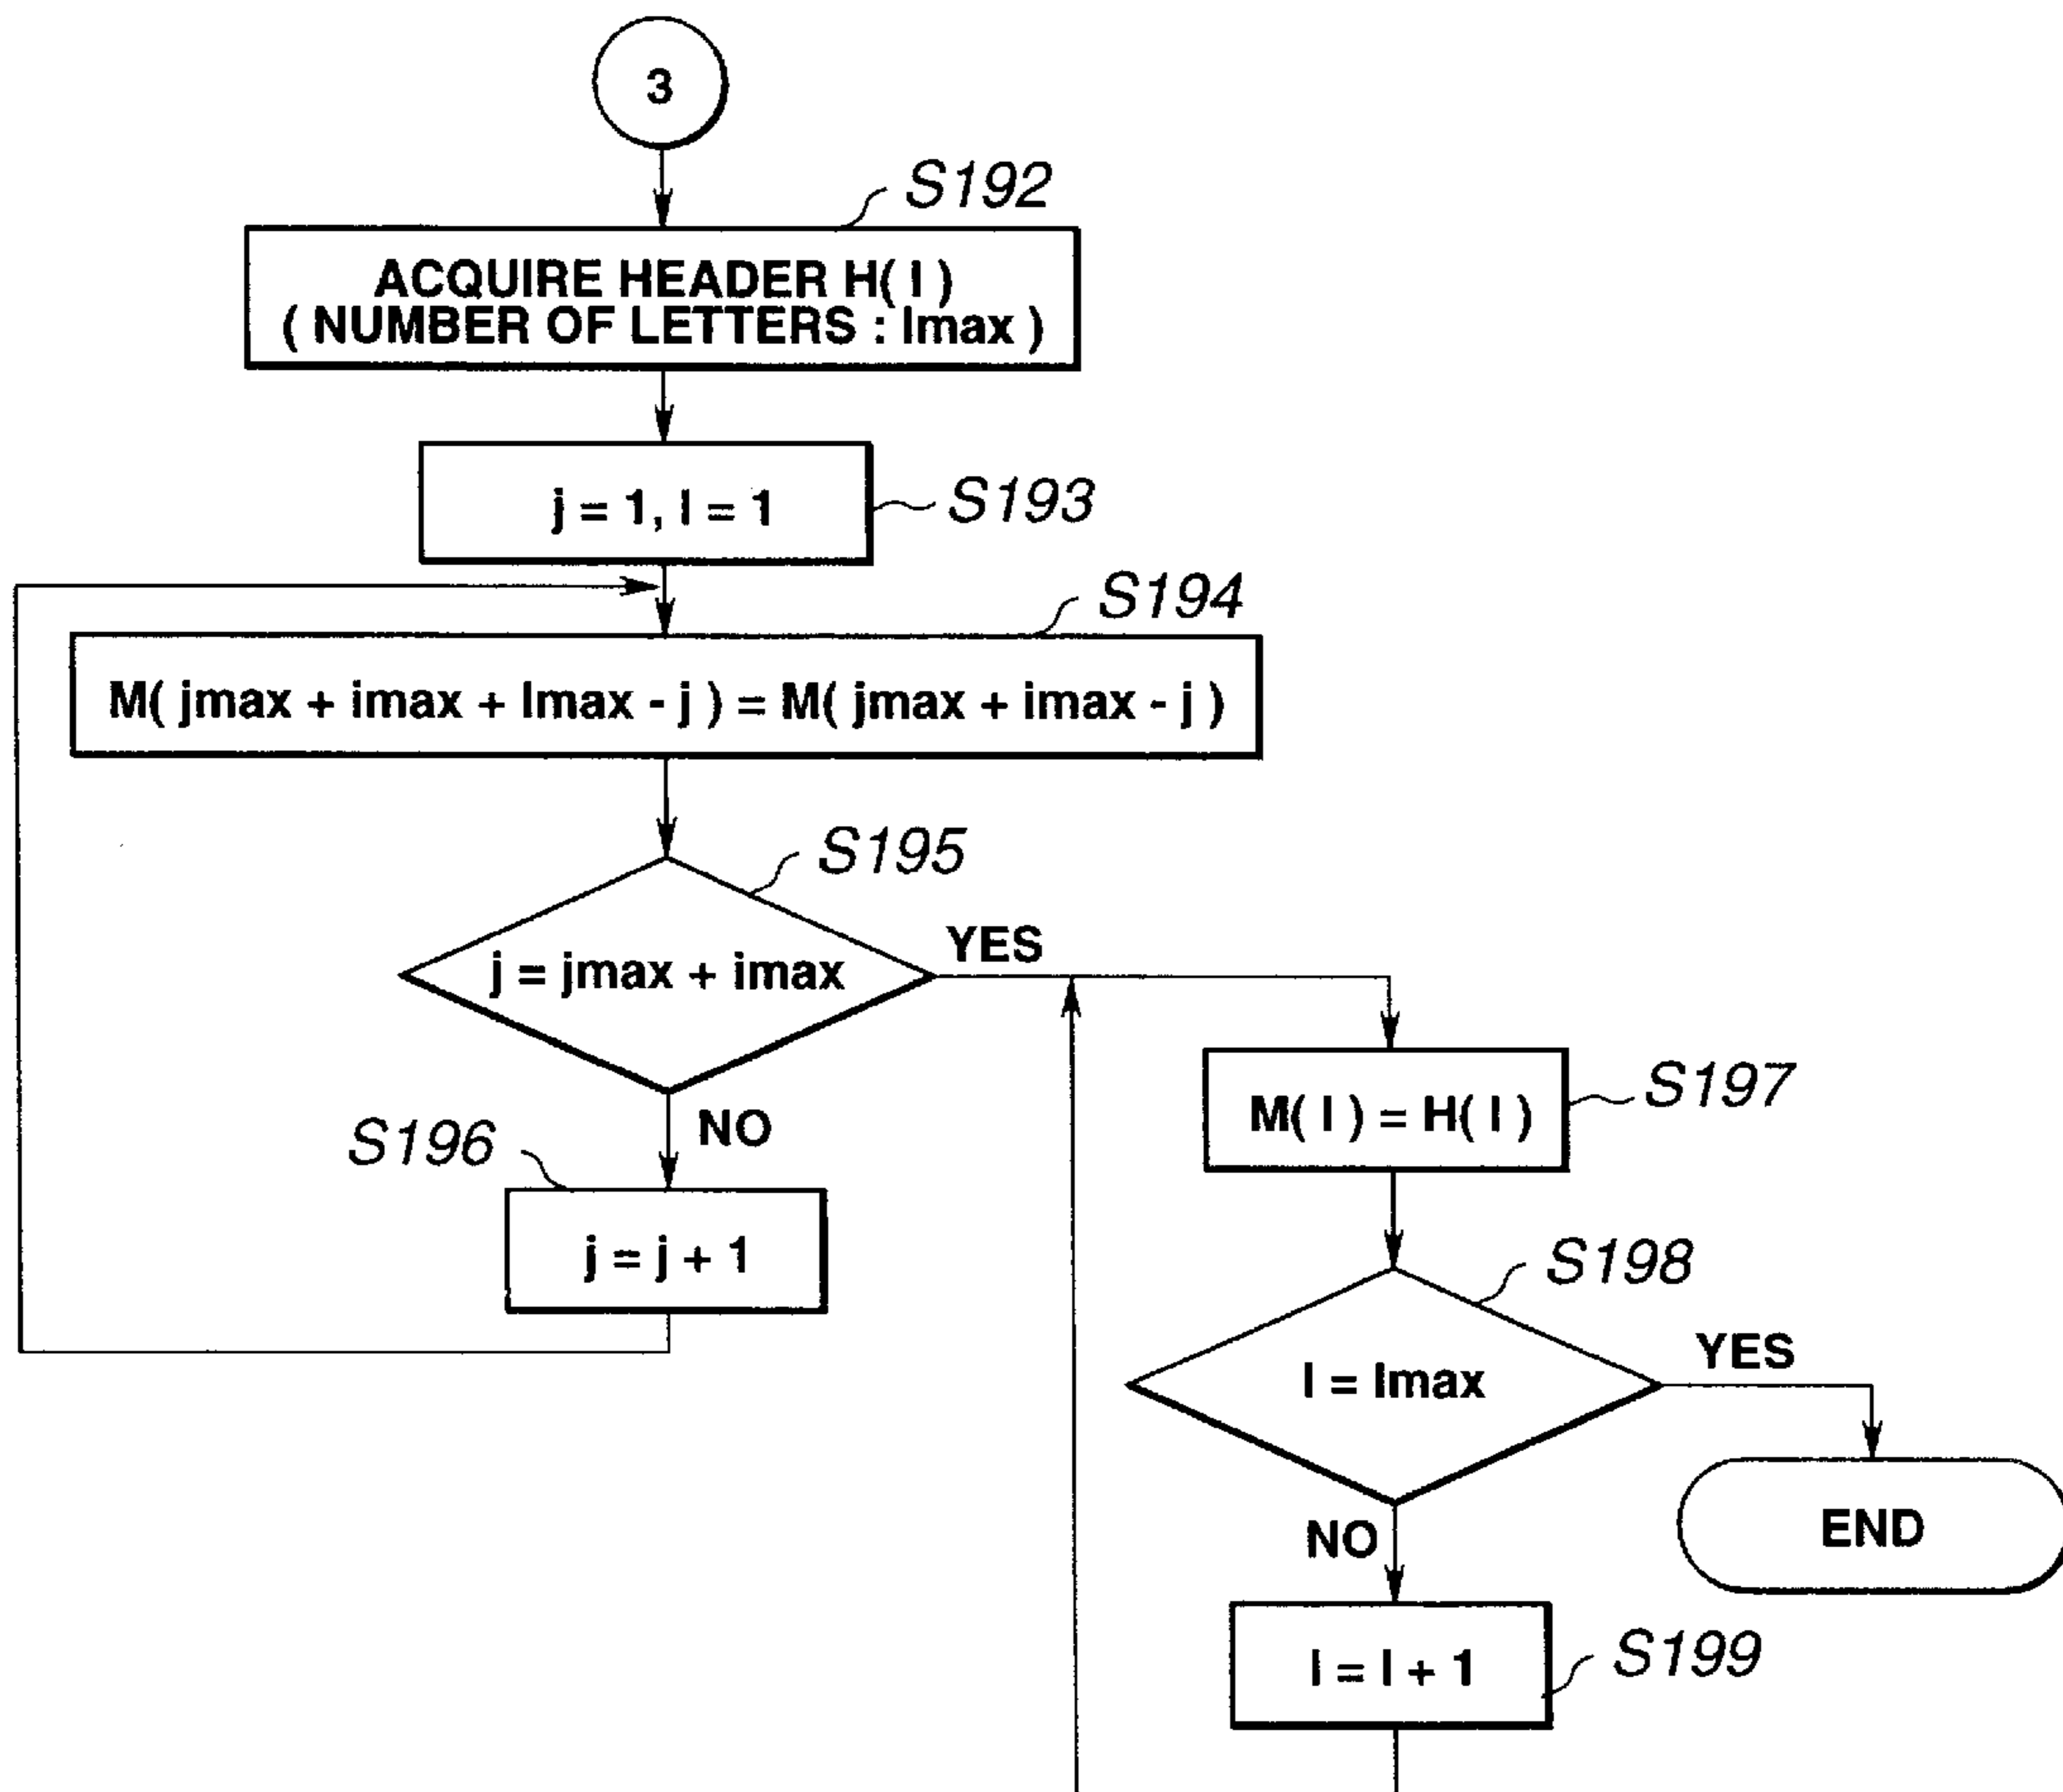 3
S192
ACQUIRE HEADER H( l )
( NUMBER OF LETTERS : lmax )
j = 1, l = 1
S193
S194
M( jmax + imax + lmax - j ) = M( jmax + imax - j )
S195
j = jmax + imax
YES
NO
S196
j = j + 1
M( l ) = H( l )
S197
S198
l = lmax
YES
NO
END
l = l + 1
S199